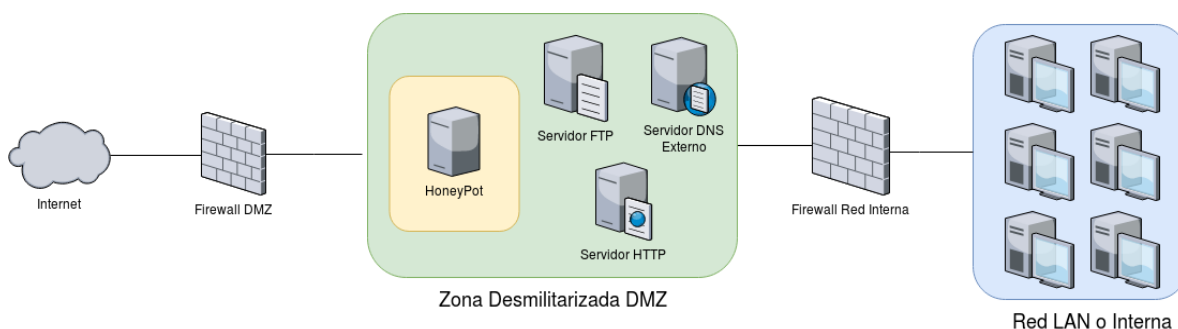 Internet
Firewall DMZ
HoneyPot
Servidor FTP
Servidor DNS
Externo
Servidor HTTP
Zona Desmilitarizada DMZ
Firewall Red Interna
Red LAN o Interna